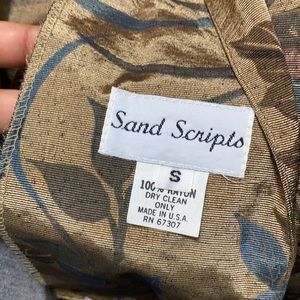 Sand Scripts
S
100% RAYON
DRY CLEAN
ONLY
MADE IN U.S.A.
RN 67307